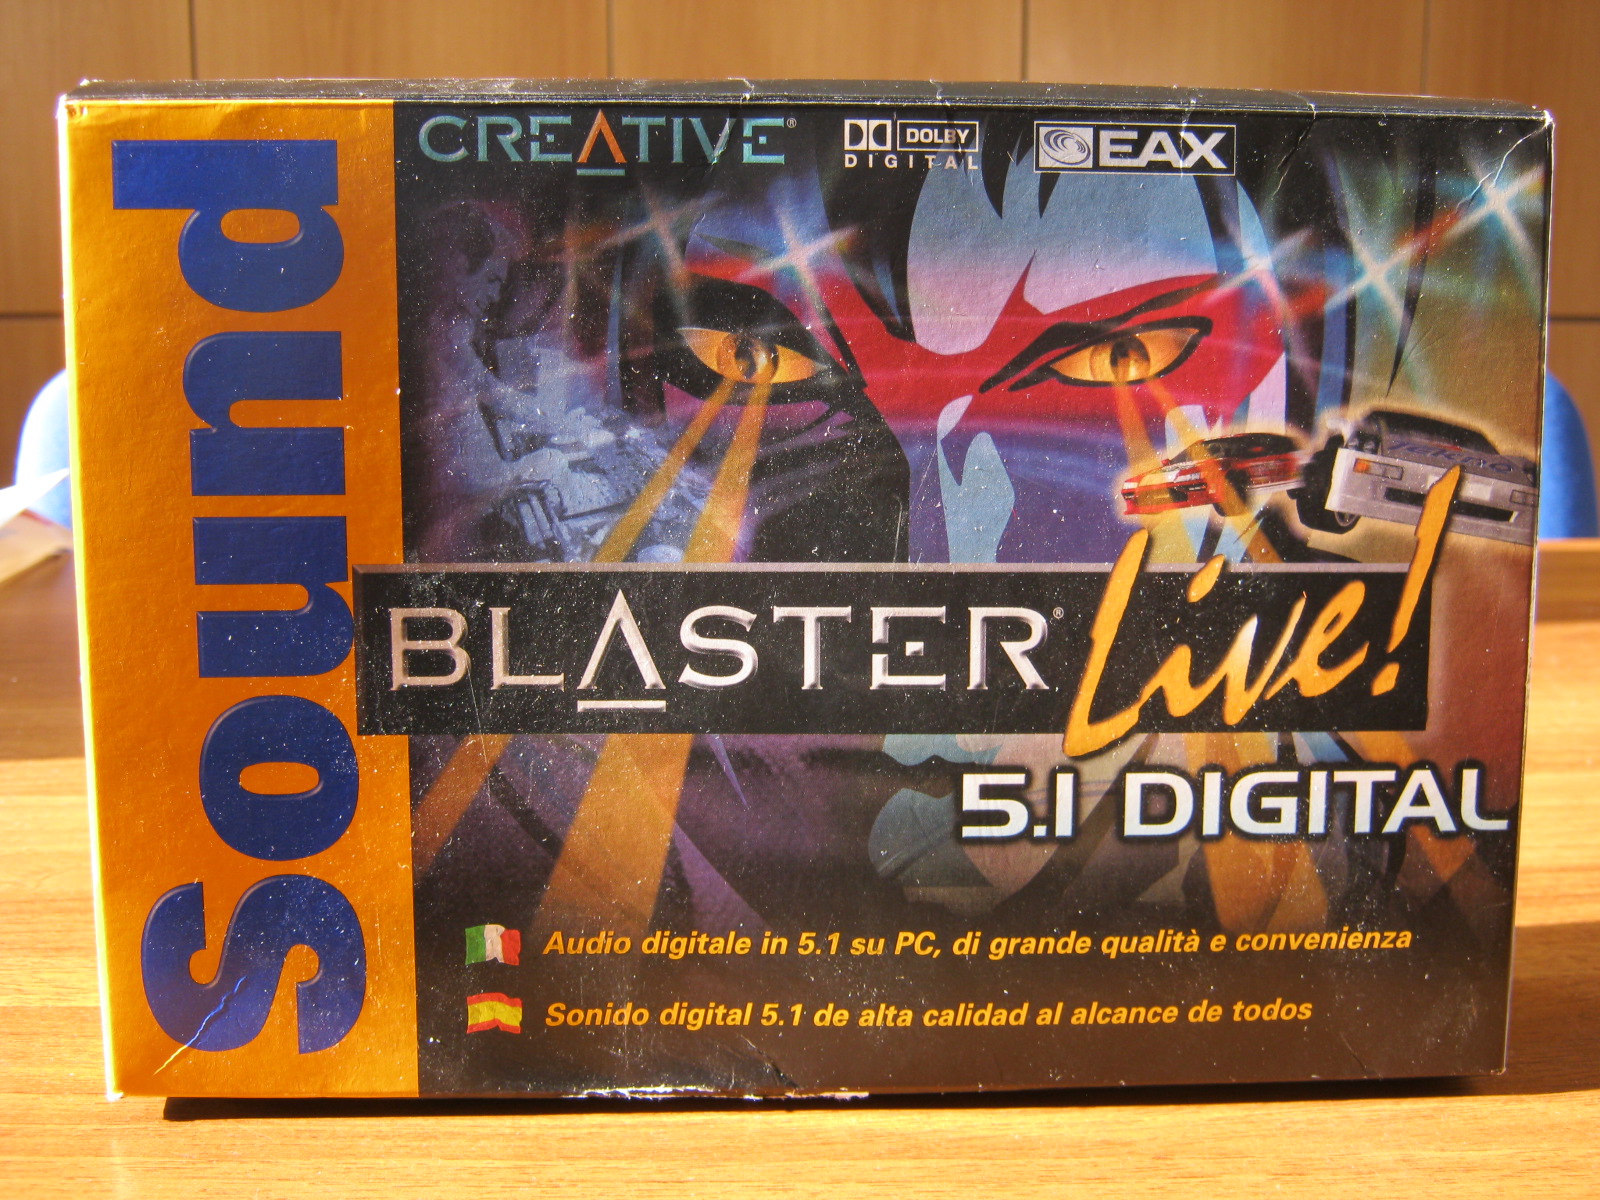 CREATIVE®
DOLBY
DIGITAL
EAX
Sound
BLASTER® Live!
5.1 DIGITAL
Audio digitale in 5.1 su PC, di grande qualità e convenienza
Sonido digital 5.1 de alta calidad al alcance de todos